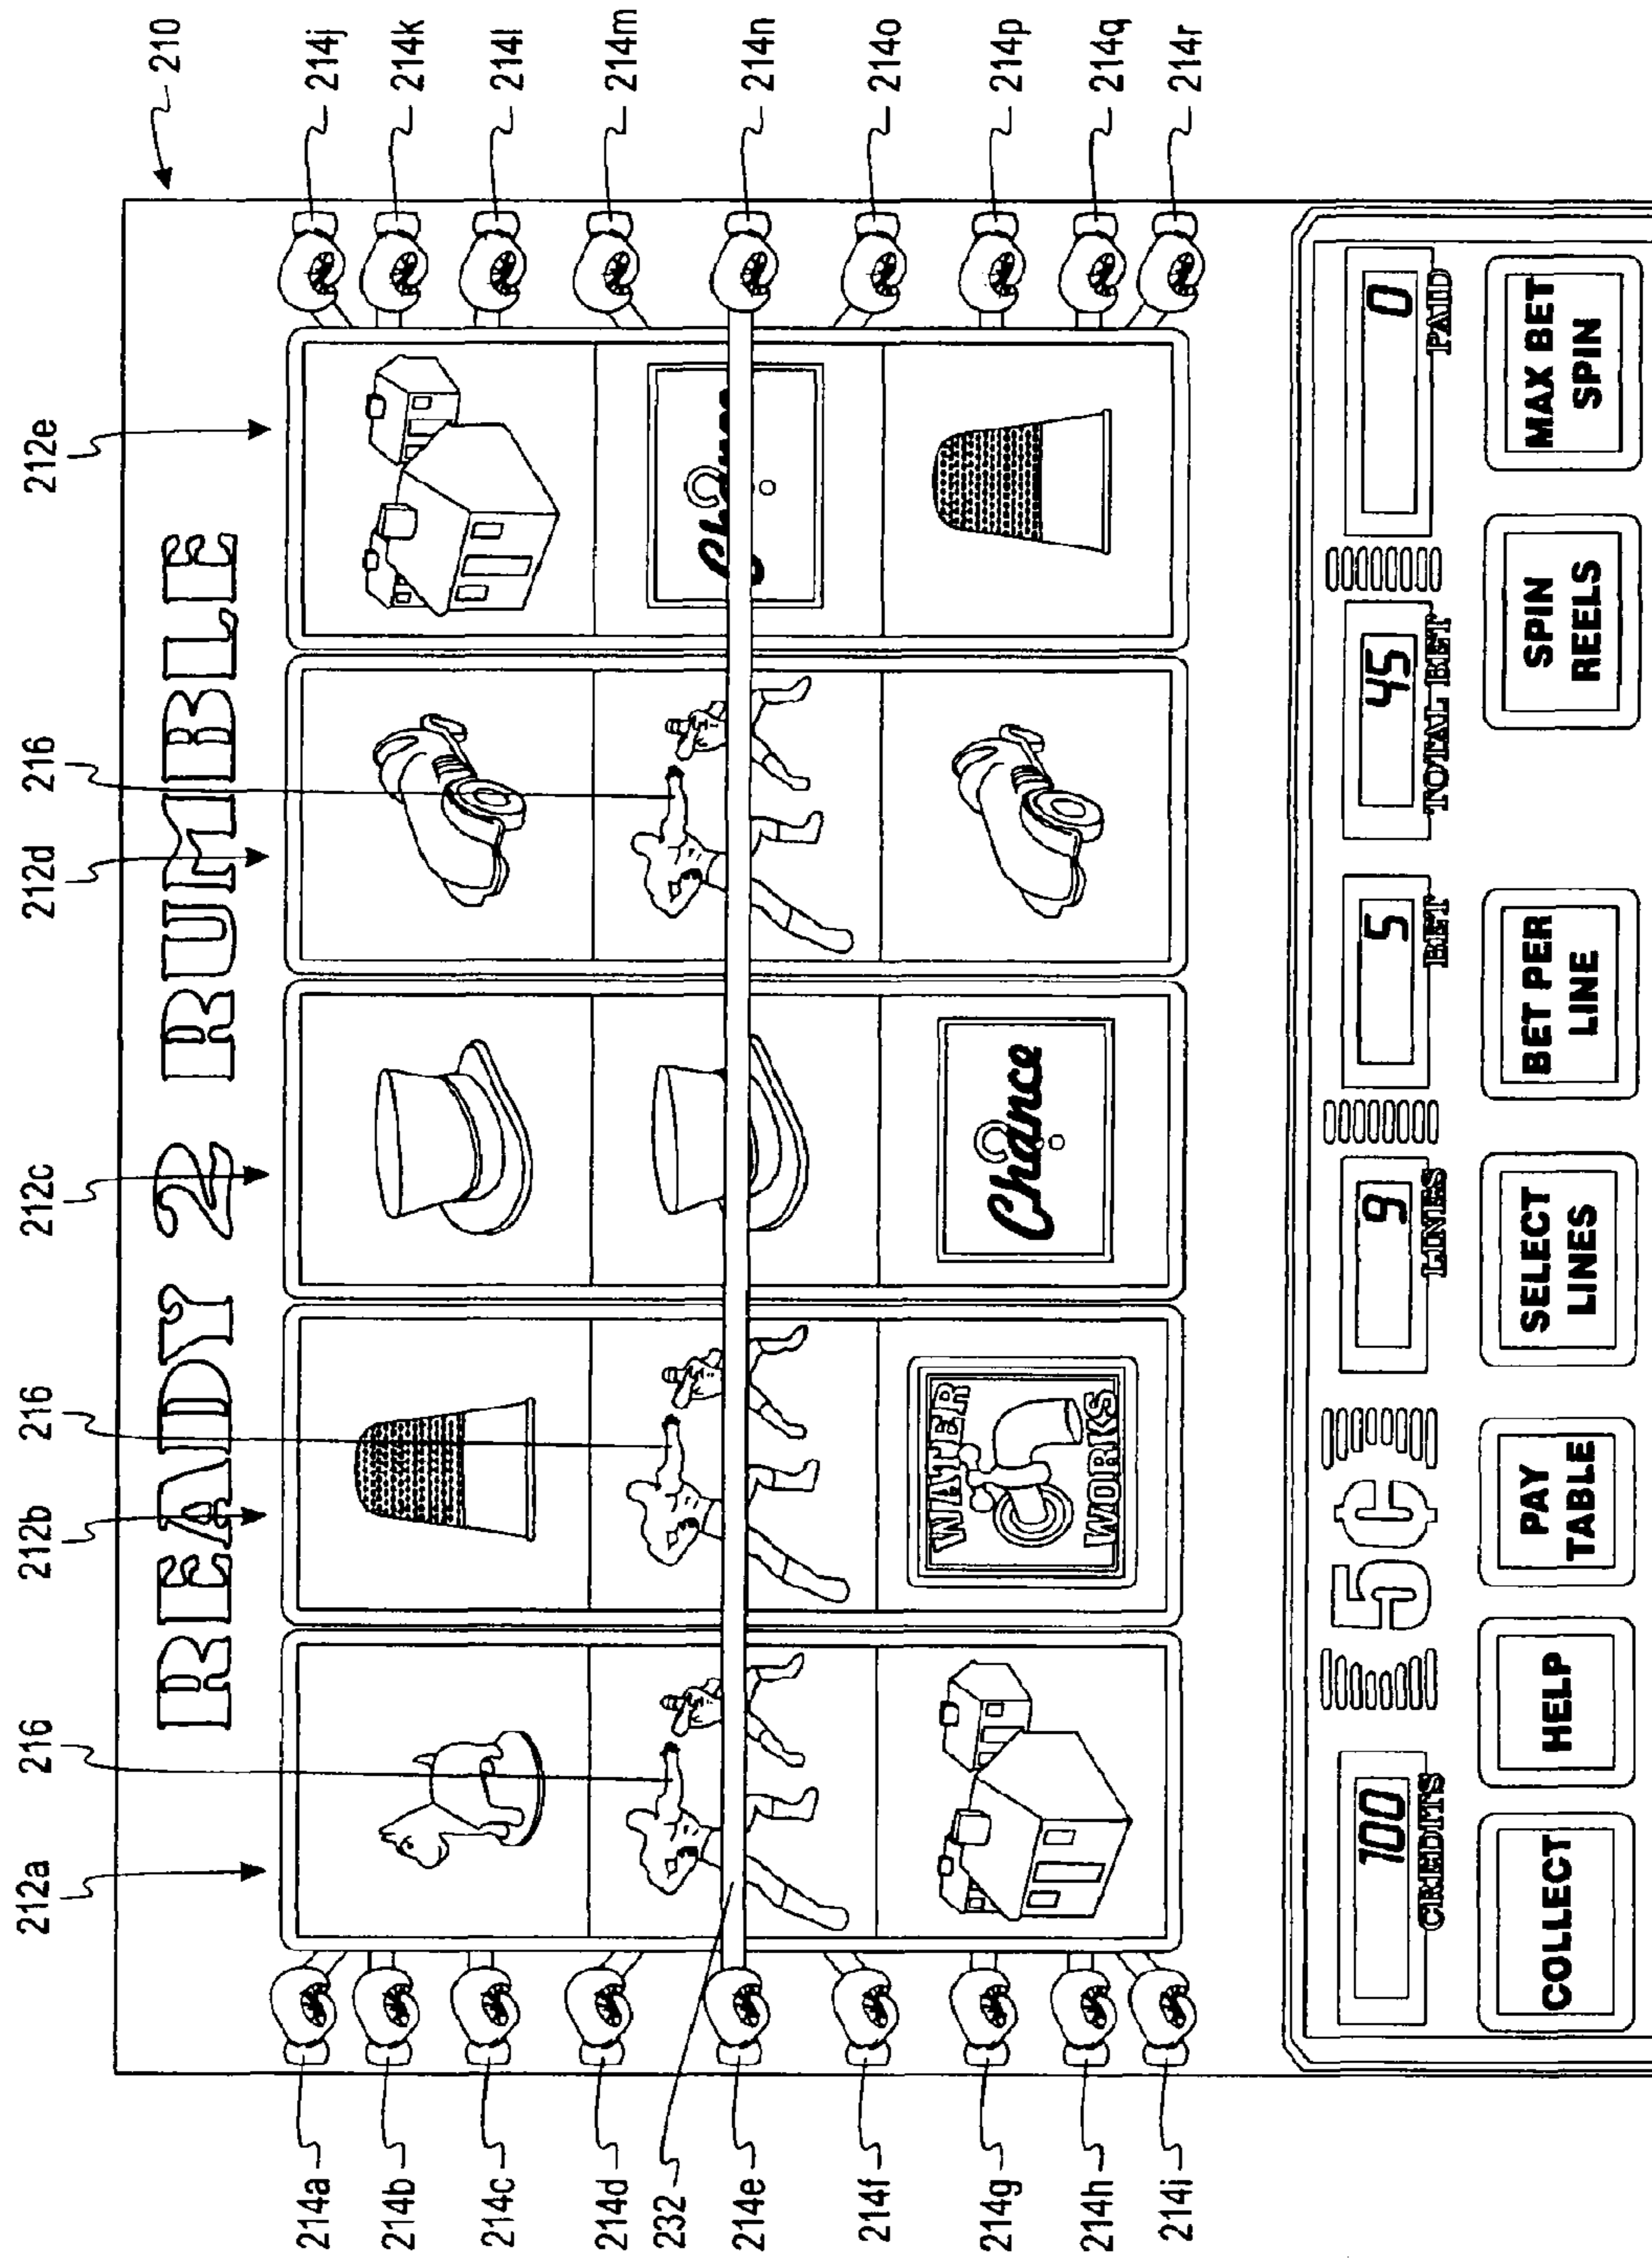 210
212a
216
212b
216
212c
212d
216
212e
READY 2 RUMBLE
214a
214b
214c
214d
232
214e
214f
214g
214h
214i
214j
214k
214l
214m
214n
214o
214p
214q
214r
Chance
WATER
WORKS
Chance
100
CREDITS
5¢
9
LINES
5
BET
45
TOTAL BET
0
PAID
COLLECT
HELP
PAY
TABLE
SELECT
LINES
BET PER
LINE
SPIN
REELS
MAX BET
SPIN